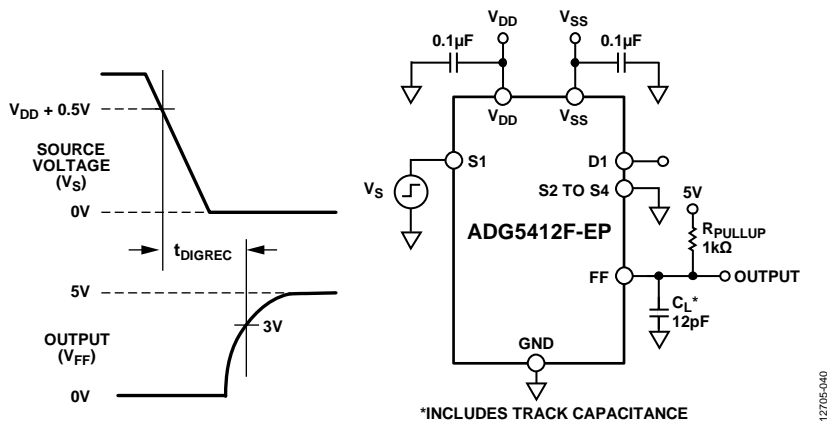 VDD + 0.5V
SOURCE
VOLTAGE
(VS)
0V
tDIGREC
5V
3V
OUTPUT
(VFF)
0V
VDD
VSS
0.1µF
0.1µF
VDD
VSS
S1
D1
VS
S2 TO S4
5V
ADG5412F-EP
RPULLUP
1kΩ
FF
OUTPUT
CL*
12pF
GND
*INCLUDES TRACK CAPACITANCE
12705-040